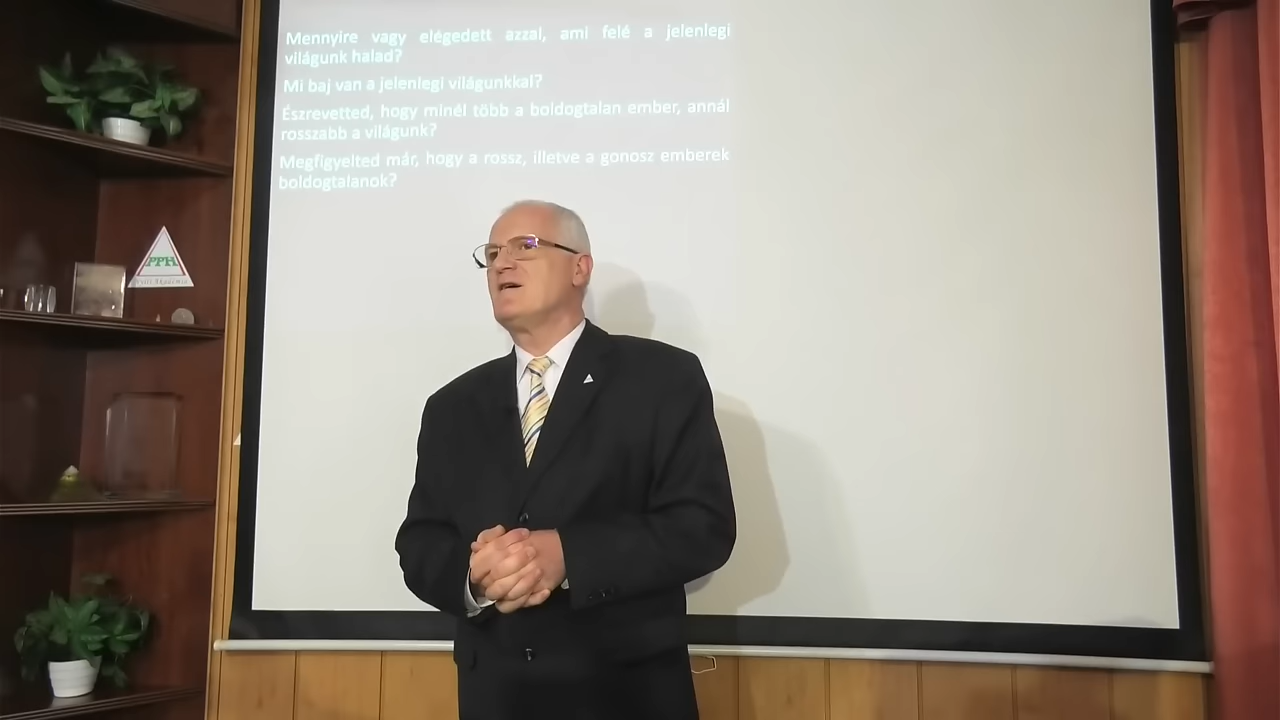 Mennyire vagy elégedett azzal, ami felé a jelenlegi
világunk halad?
Mi baj van a jelenlegi világunkkal?
Észrevetted, hogy minél több a boldogtalan ember, annál
rosszabb a világunk?
Megfigyelted már, hogy a rossz, illetve a gonosz emberek
boldogtalanok?
PPH